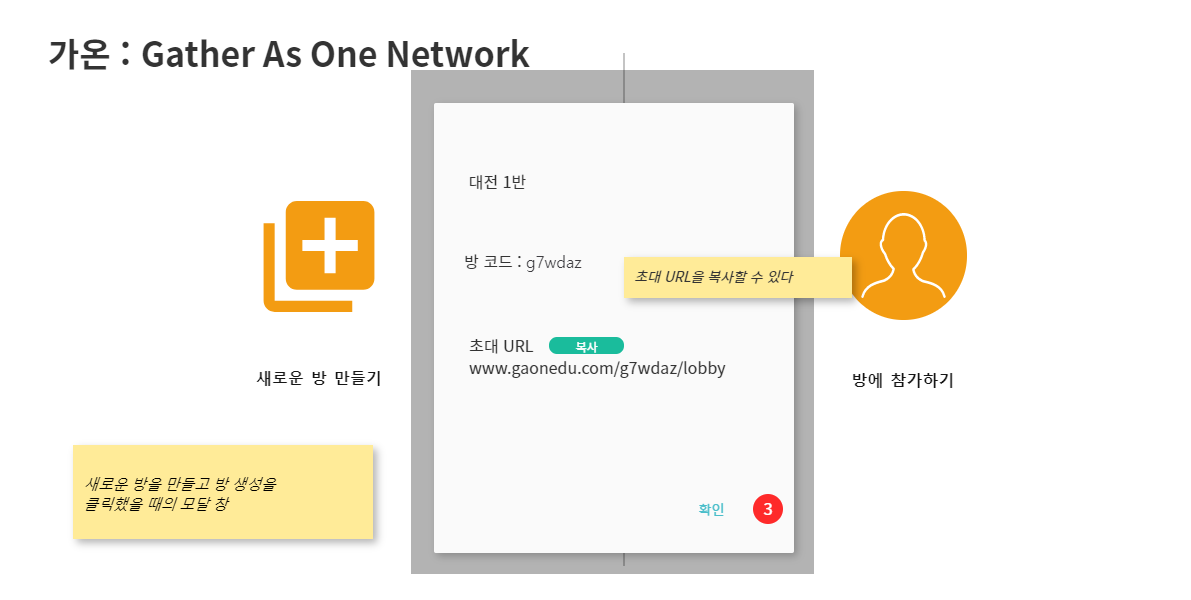 가온 : Gather As One Network
대전 1반
방 코드 : g7wdaz
초대 URL을 복사할 수 있다
초대 URL 복사
www.gaonedu.com/g7wdaz/lobby
새로운 방 만들기
방에 참가하기
새로운 방을 만들고 방 생성을
클릭했을 때의 모달 창
확인 3